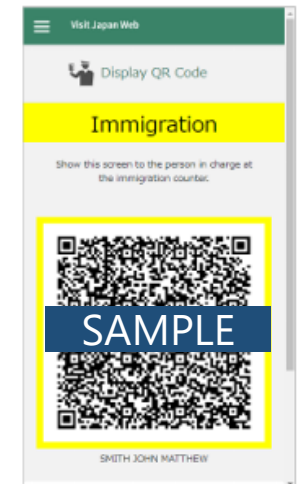 Visit Japan Web
Display QR Code
Immigration
Show this screen to the person in charge at
the immigration counter.
SAMPLE
SMITH JOHN MATTHEW